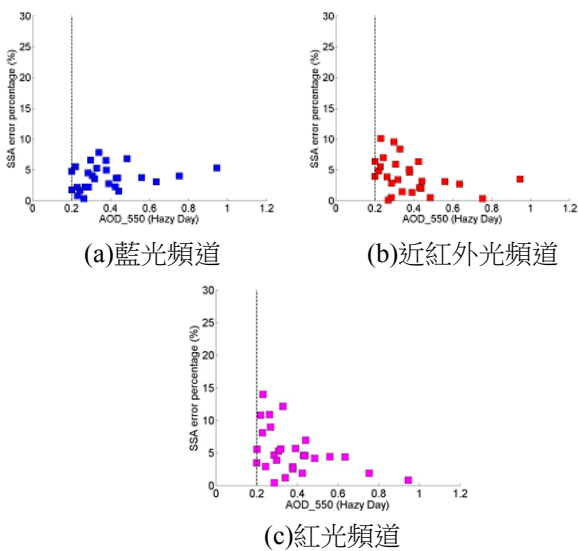 30
25
20
15
10
5
0
SSA error percentage (%)
0 0.2 0.4 0.6 0.8 1 1.2
AOD_550 (Hazy Day)
(a)藍光頻道
30
25
20
15
10
5
0
SSA error percentage (%)
0 0.2 0.4 0.6 0.8 1 1.2
AOD_550 (Hazy Day)
(b)近紅外光頻道
30
25
20
15
10
5
0
SSA error percentage (%)
0 0.2 0.4 0.6 0.8 1 1.2
AOD_550 (Hazy Day)
(c)紅光頻道